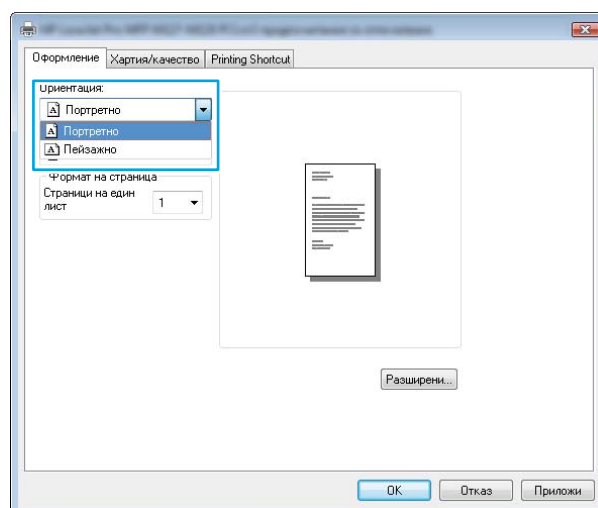 Оформление Хартия/качество Printing Shortcut
Ориентация:
Портретно
Портретно
Пейзажно
Формат на страница
Страници на един
лист
1
Разширени...
OK Отказ Приложи